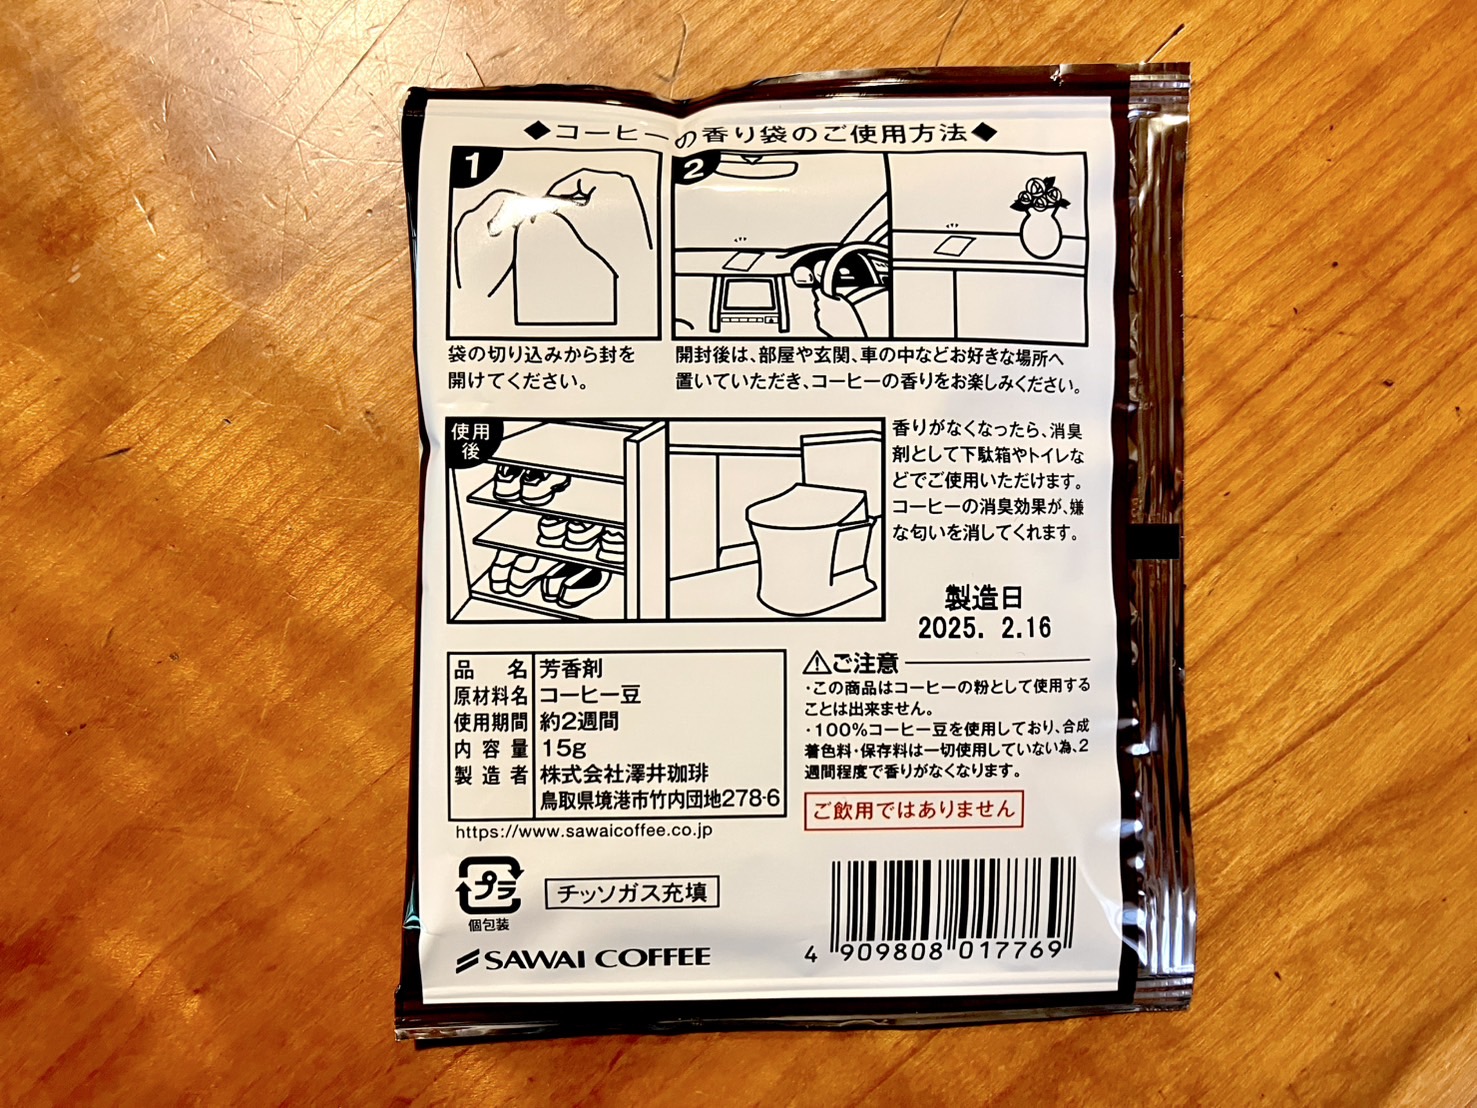 ◆コーヒーの香り袋のご使用方法◆
1
2
袋の切り込みから封を
開けてください。
開封後は、部屋や玄関、車の中などお好きな場所へ
置いていただき、コーヒーの香りをお楽しみください。
使用
後
香りがなくなったら、消臭
剤として下駄箱やトイレな
どでご使用いただけます。
コーヒーの消臭効果が、嫌
な匂いを消してくれます。
製造日
2025. 2.16
品名 芳香剤
原材料名 コーヒー豆
使用期間 約2週間
内容量 15g
製造者 株式会社澤井珈琲
鳥取県境港市竹内団地278-6
https://www.sawaicoffee.co.jp
⚠ご注意
・この商品はコーヒーの粉として使用する
ことは出来ません。
・100%コーヒー豆を使用しており、合成
着色料・保存料は一切使用していない為、2
週間程度で香りがなくなります。
ご飲用ではありません
プラ
個包装
チッソガス充填
SAWAI COFFEE
4 909808 017769